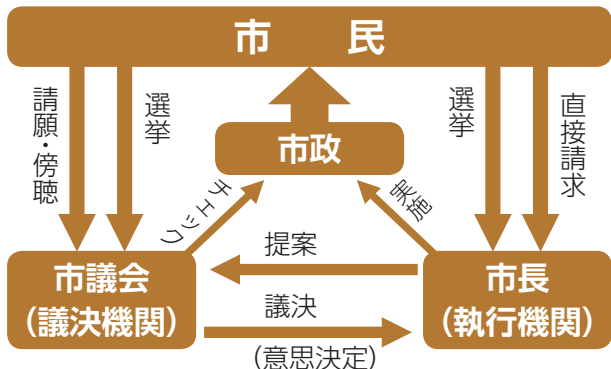 市 民
請願・傍聴
選挙
選挙
直接請求
市政
チェック
実施
提案
市議会
(議決機関)
議決
(意思決定)
市長
(執行機関)